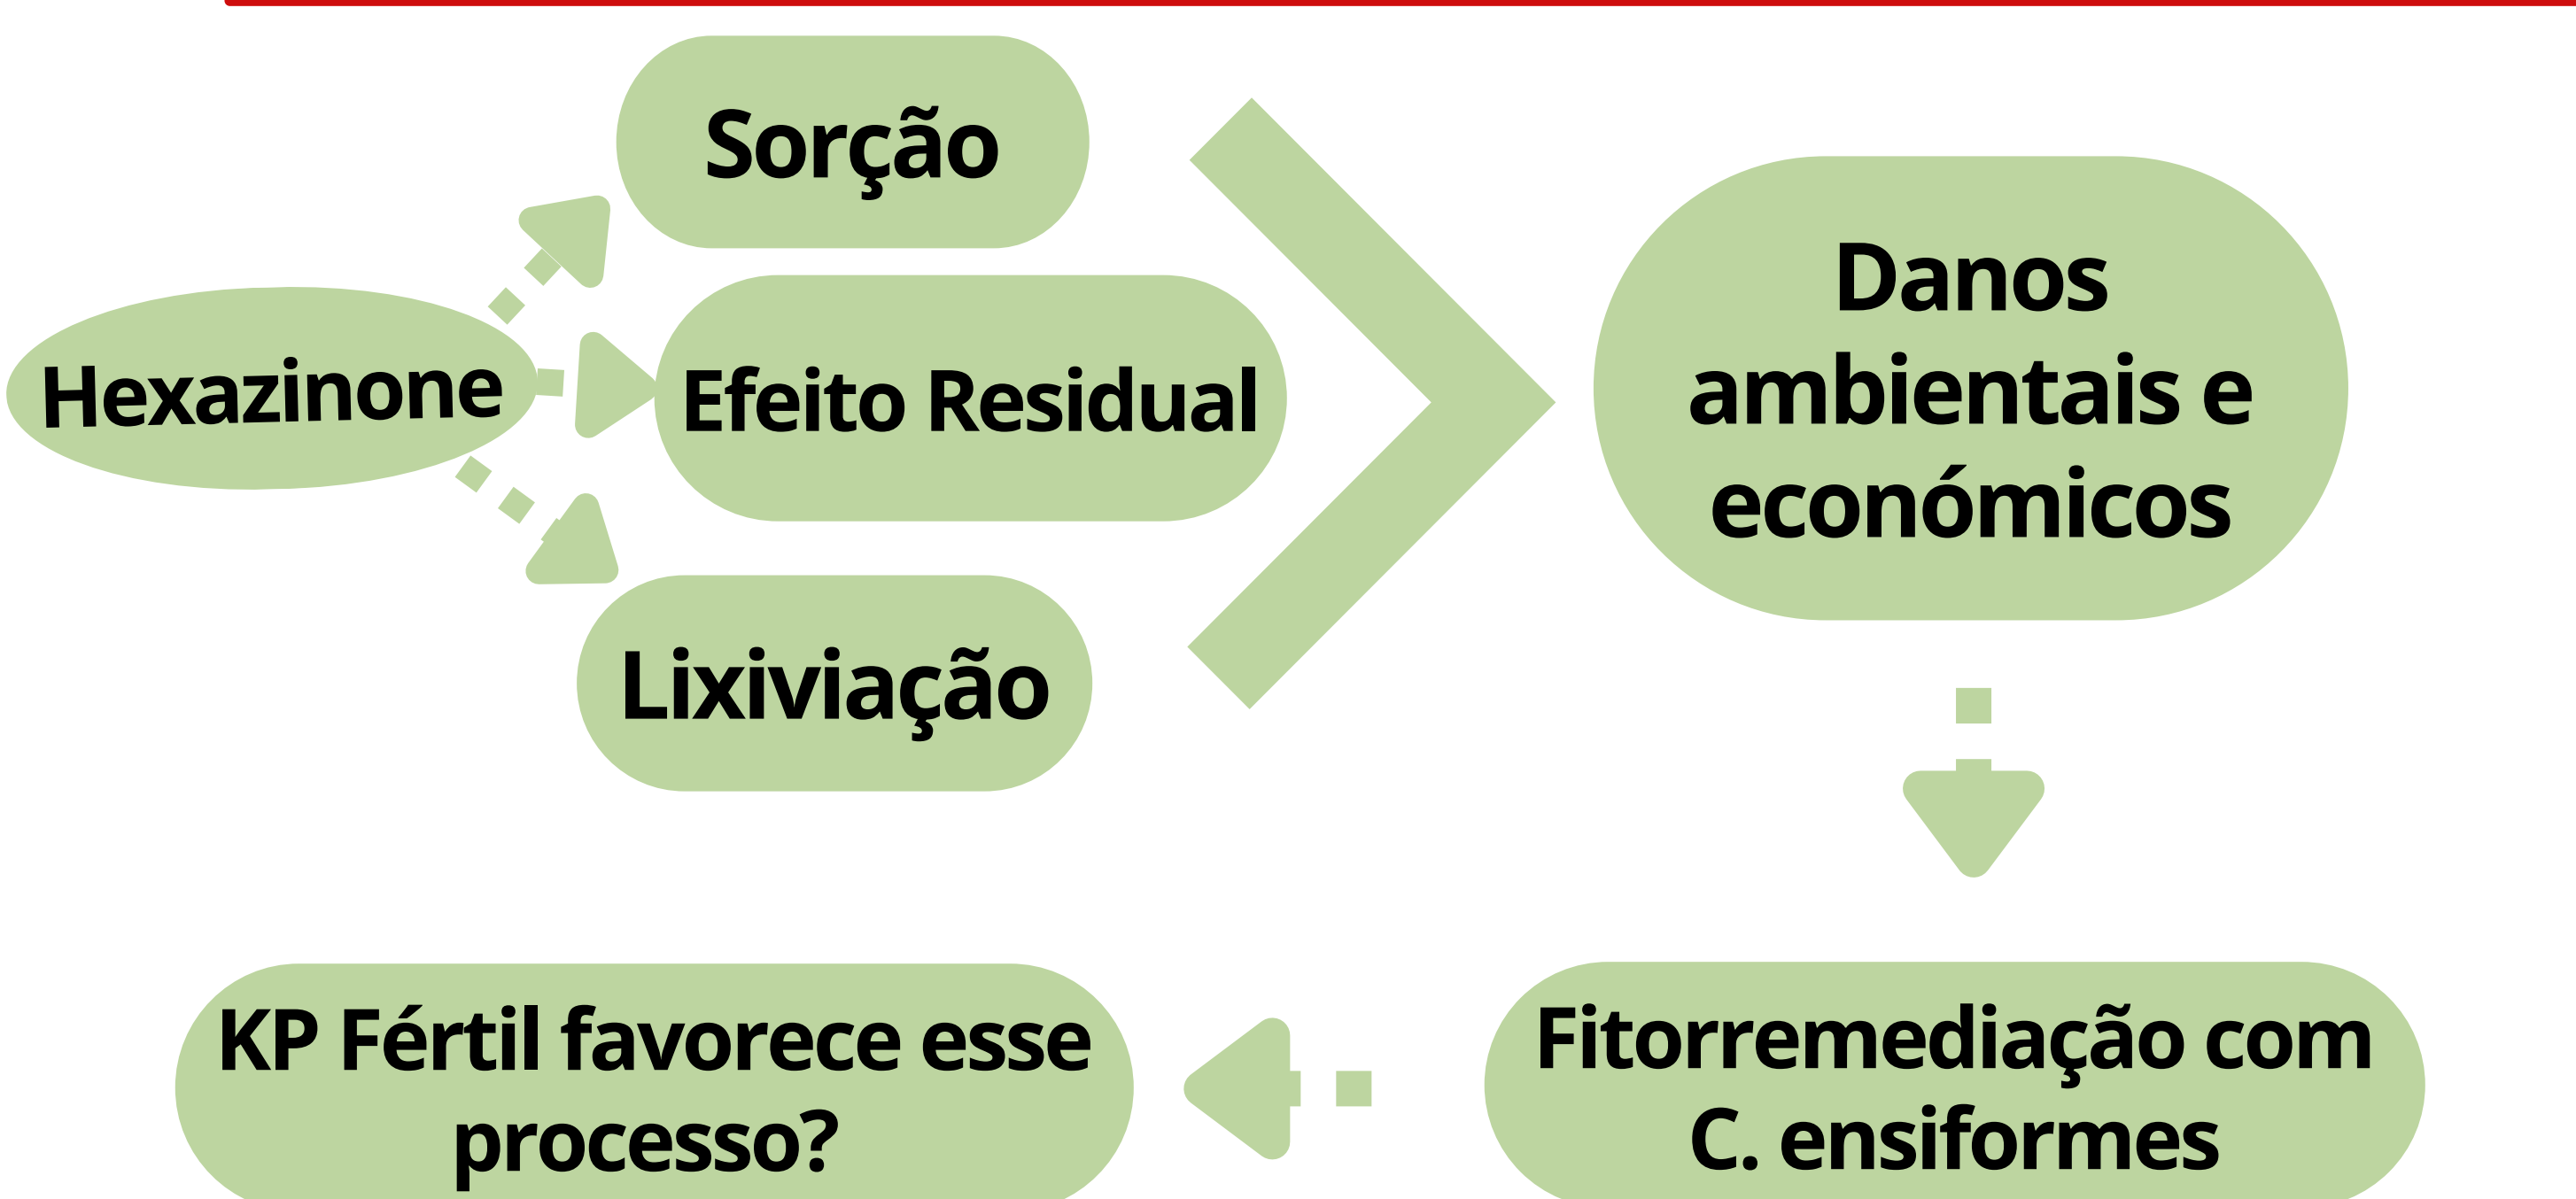 Sorção
Hexazinone
Efeito Residual
Lixiviação
Danos
ambientais e
económicos
Fitorremediação com
C. ensiformes
KP Fértil favorece esse
processo?